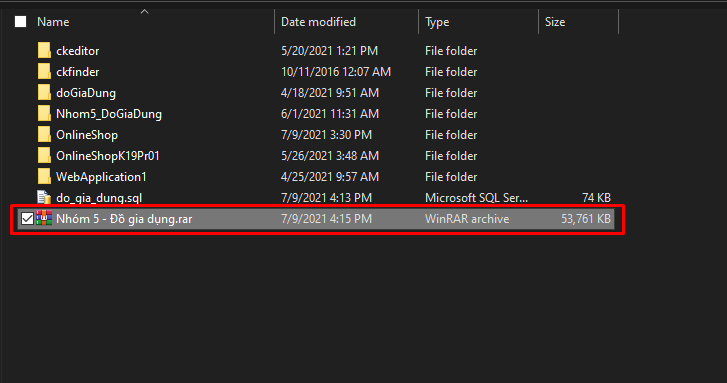 Name Date modified Type Size
ckeditor 5/20/2021 1:21 PM File folder
ckfinder 10/11/2016 12:07 AM File folder
doGiaDung 4/18/2021 9:51 AM File folder
Nhom5_DoGiaDung 6/1/2021 11:31 AM File folder
OnlineShop 7/9/2021 3:30 PM File folder
OnlineShopK19Pr01 5/26/2021 3:48 AM File folder
WebApplication1 4/25/2021 9:57 AM File folder
do_gia_dung.sql 7/9/2021 4:13 PM Microsoft SQL Ser... 74 KB
Nhóm 5 - Đồ gia dụng.rar 7/9/2021 4:15 PM WinRAR archive 53,761 KB